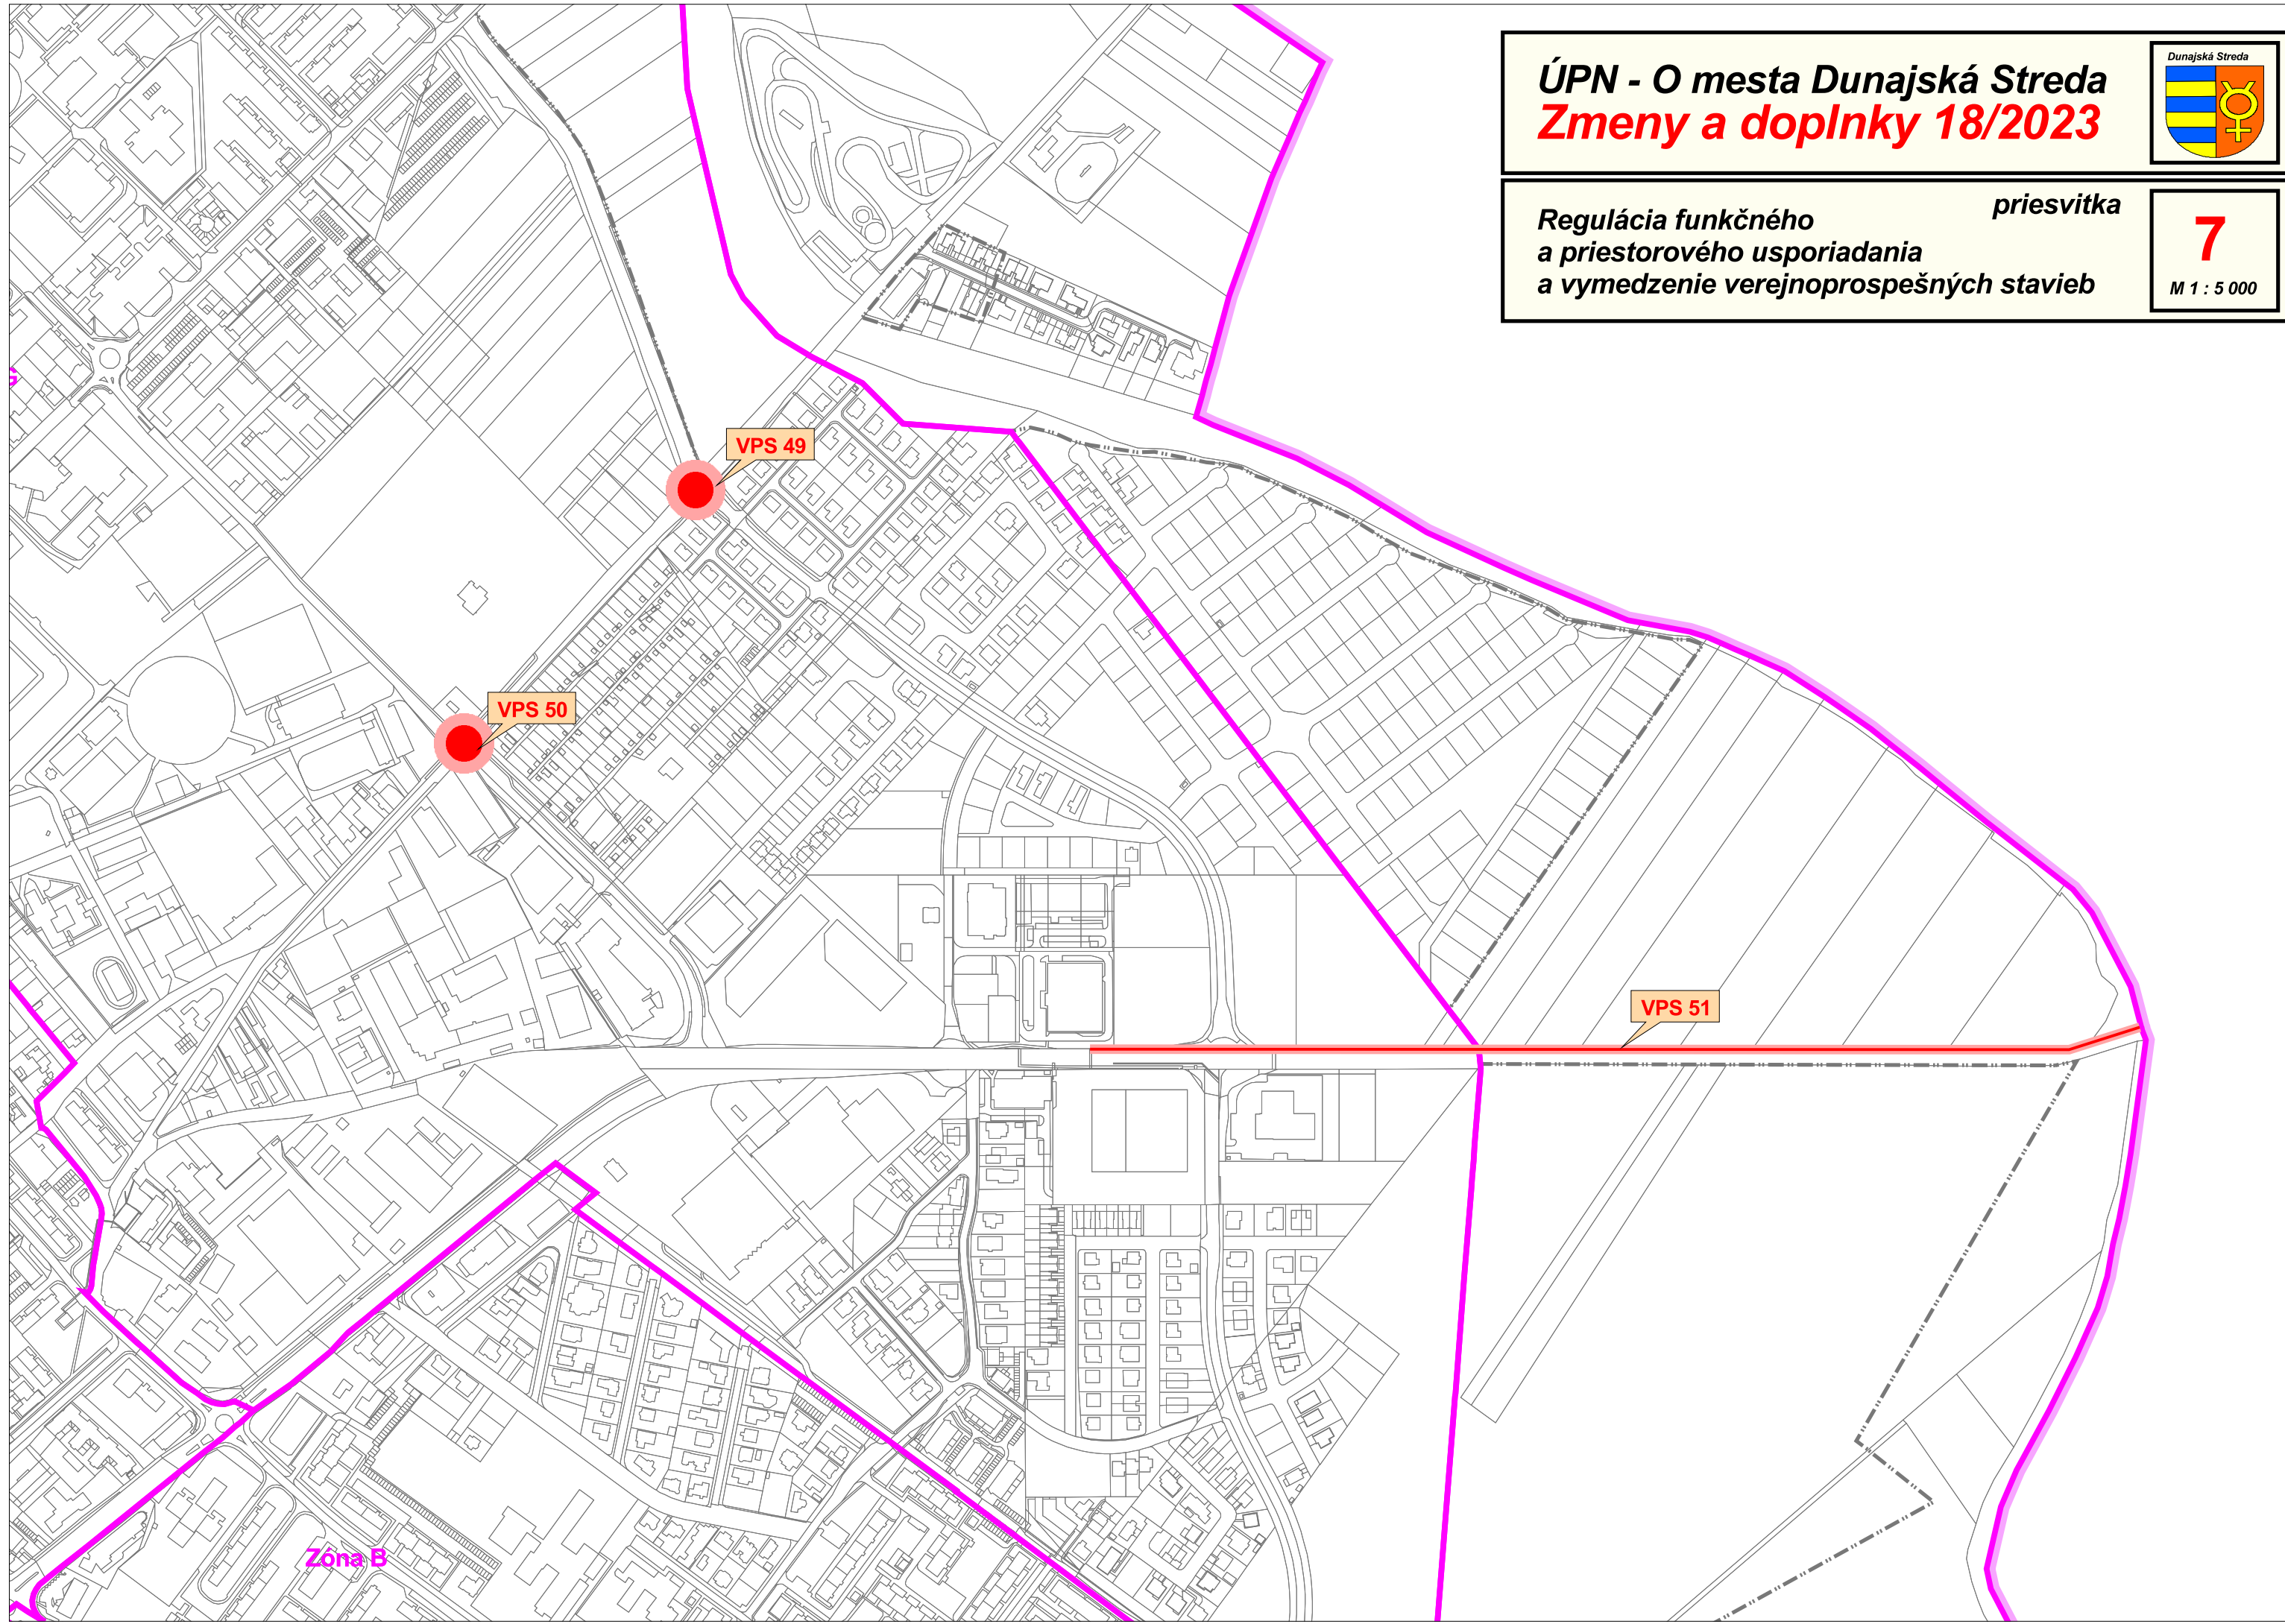 ÚPN - O mesta Dunajská Streda
Zmeny a doplnky 18/2023
Dunajská Streda
priesvitka
Regulácia funkčného
a priestorového usporiadania
a vymedzenie verejnoprospešných stavieb
7
M 1 : 5 000
G
VPS 49
VPS 50
VPS 51
Zóna B